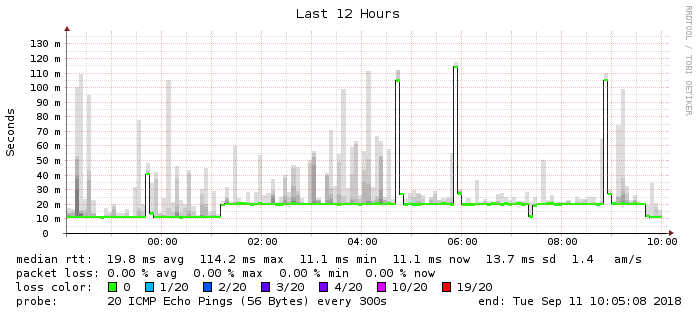 Last 12 Hours
RRDTOOL / TOBI OETIKER
Seconds
130 m
120 m
110 m
100 m
90 m
80 m
70 m
60 m
50 m
40 m
30 m
20 m
10 m
0
00:00 02:00 04:00 06:00 08:00 10:00
median rtt: 19.8 ms avg 114.2 ms max 11.1 ms min 11.1 ms now 13.7 ms sd 1.4 am/s
packet loss: 0.00 % avg 0.00 % max 0.00 % min 0.00 % now
loss color: 0 1/20 2/20 3/20 4/20 10/20 19/20
probe: 20 ICMP Echo Pings (56 Bytes) every 300s end: Tue Sep 11 10:05:08 2018